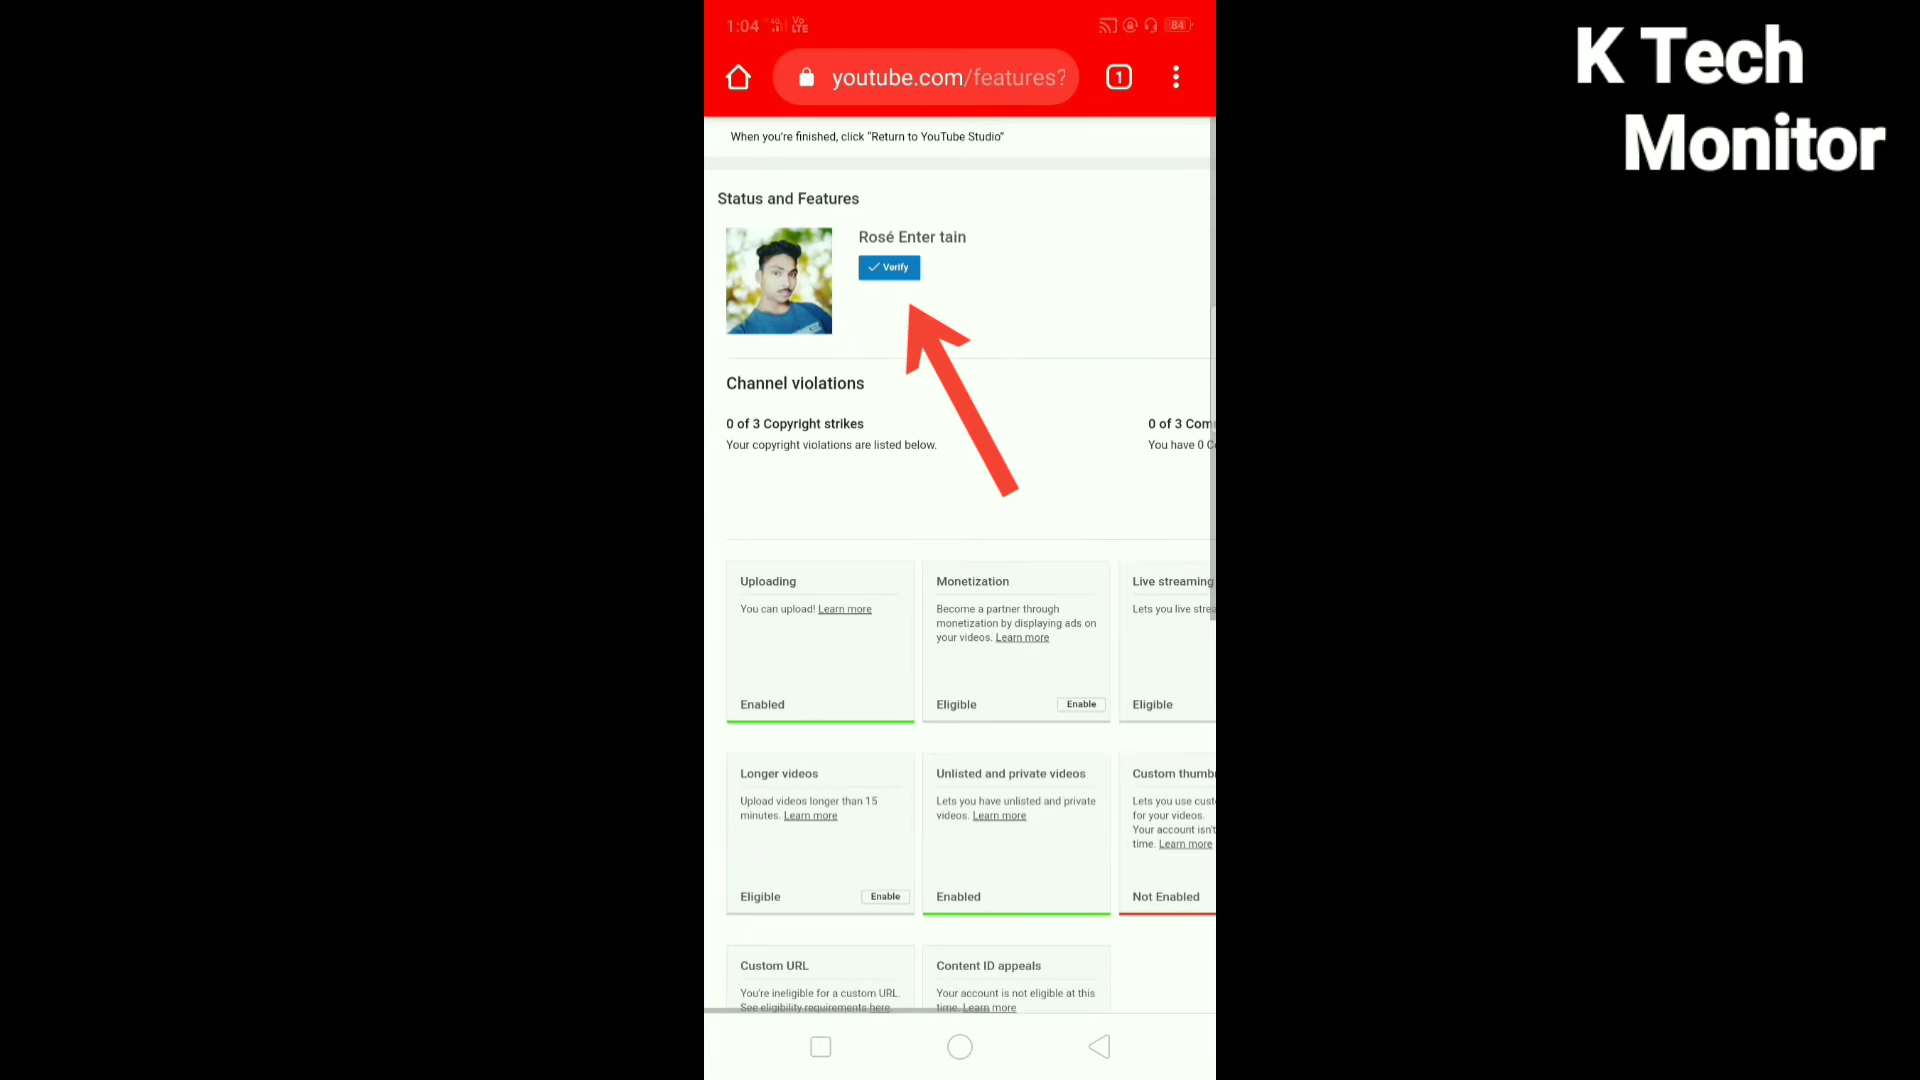 K Tech
Monitor
1:04 4G Vo LTE 84
youtube.com/features? 1
When you're finished, click "Return to YouTube Studio"
Status and Features
Rosé Enter tain
Verify
Channel violations
0 of 3 Copyright strikes
Your copyright violations are listed below.
0 of 3 Com
You have 0 C
Uploading
You can upload! Learn more
Enabled
Monetization
Become a partner through
monetization by displaying ads on
your videos. Learn more
Eligible Enable
Live streaming
Lets you live strea
Eligible
Longer videos
Upload videos longer than 15
minutes. Learn more
Eligible Enable
Unlisted and private videos
Lets you have unlisted and private
videos. Learn more
Enabled
Custom thumb
Lets you use cust
for your videos.
Your account isn't
time. Learn more
Not Enabled
Custom URL
You're ineligible for a custom URL.
See eligibility requirements here.
Content ID appeals
Your account is not eligible at this
time. Learn more